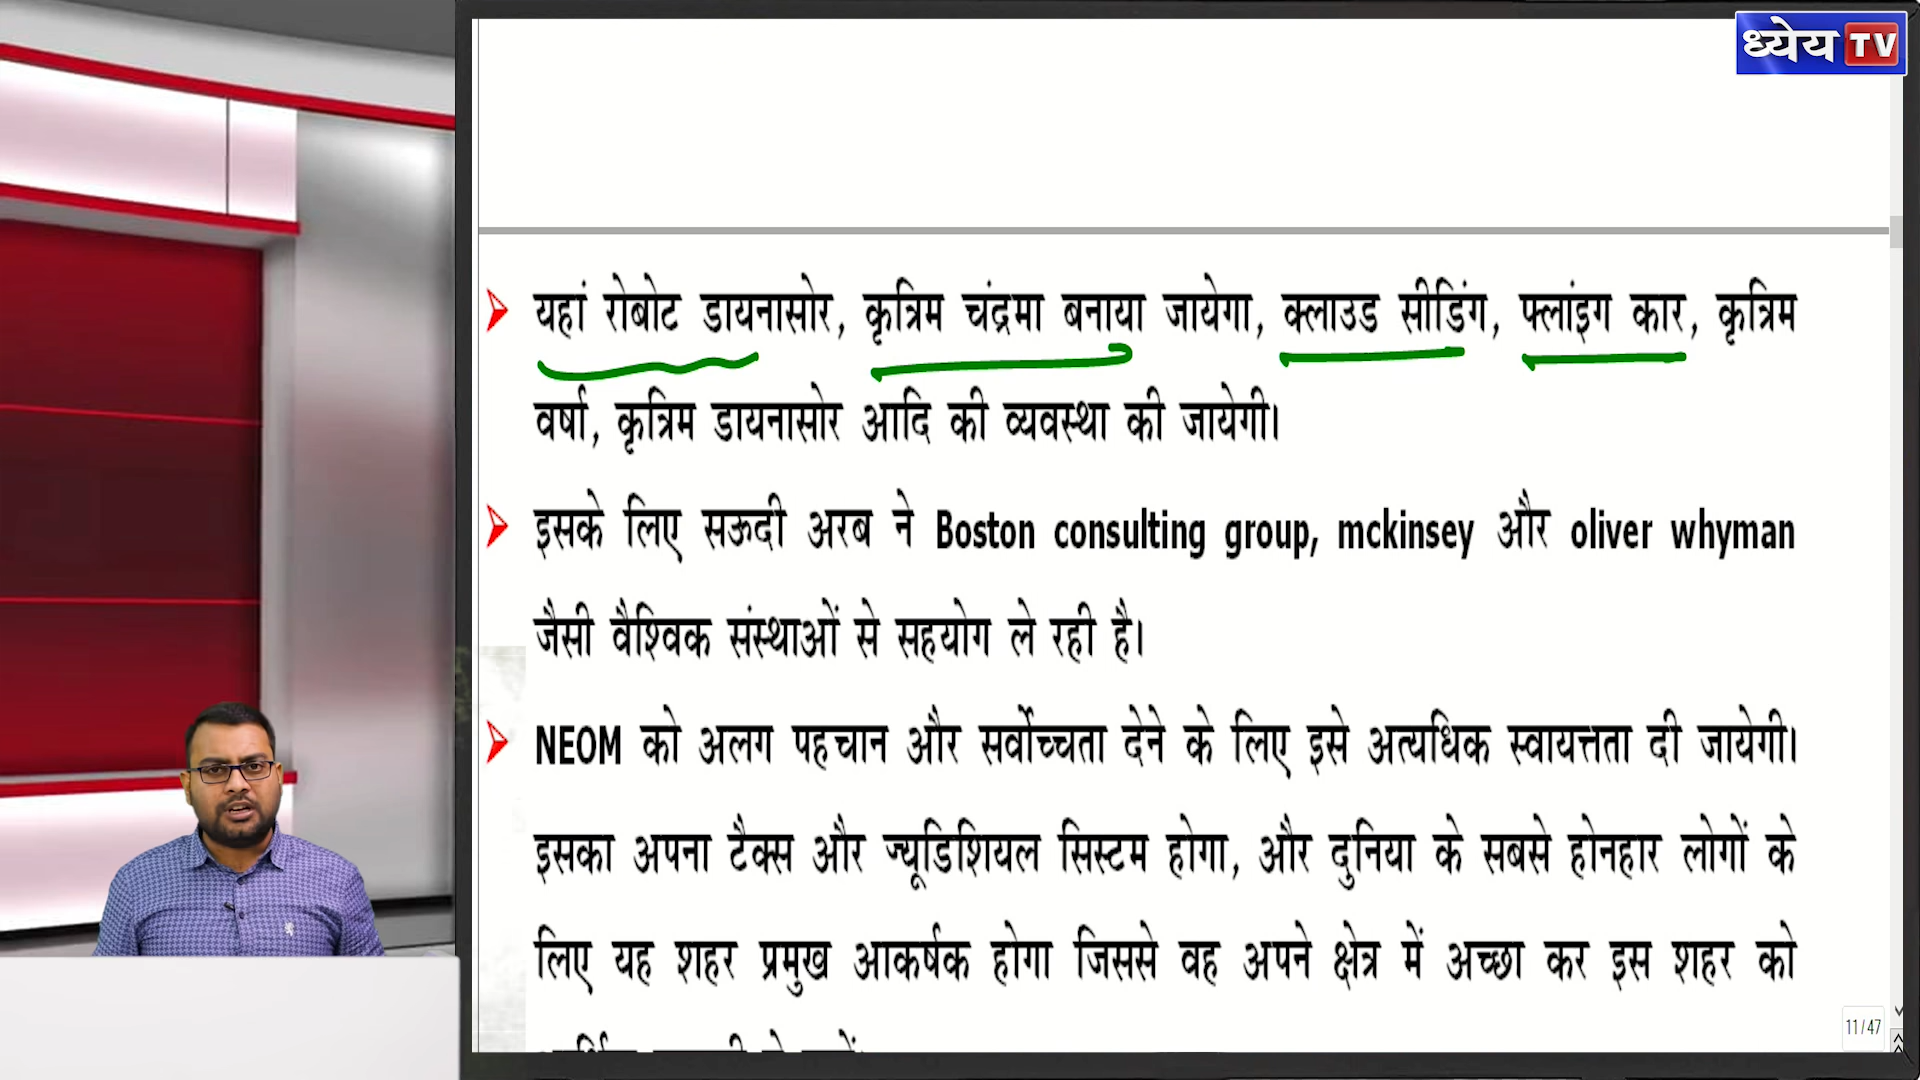 ध्येय TV
यहां रोबोट डायनासोर, कृत्रिम चंद्रमा बनाया जायेगा, क्लाउड सीडिंग, फ्लांइग कार, कृत्रिम
वर्षा, कृत्रिम डायनासोर आदि की व्यवस्था की जायेगी।
इसके लिए सऊदी अरब ने Boston consulting group, mckinsey और oliver whyman
जैसी वैश्विक संस्थाओं से सहयोग ले रही है।
NEOM को अलग पहचान और सर्वोच्चता देने के लिए इसे अत्यधिक स्वायत्तता दी जायेगी।
इसका अपना टैक्स और ज्यूडिशियल सिस्टम होगा, और दुनिया के सबसे होनहार लोगों के
लिए यह शहर प्रमुख आकर्षक होगा जिससे वह अपने क्षेत्र में अच्छा कर इस शहर को
11/47